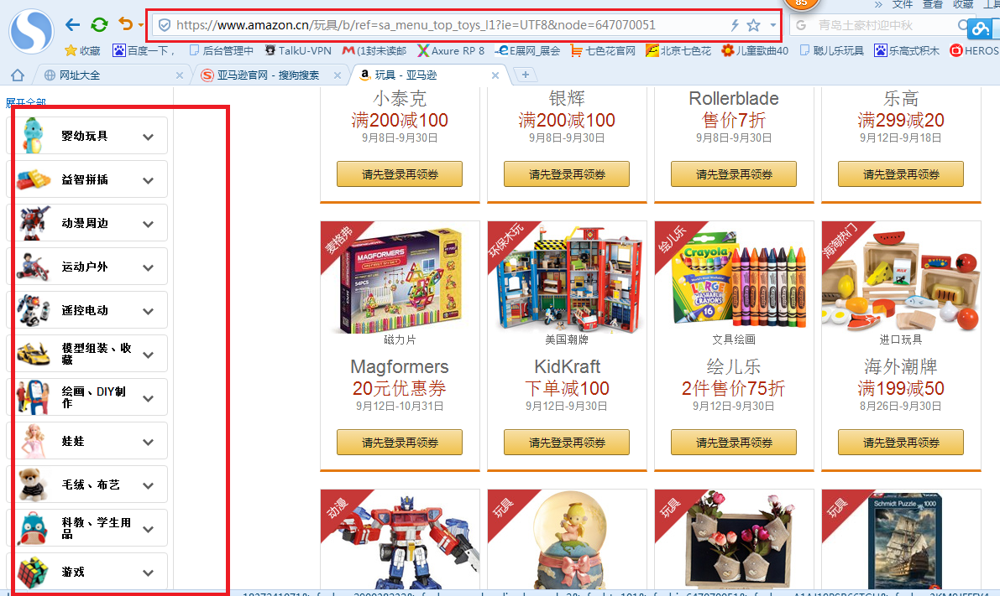 85
文件 查看 收藏 工具
https://www.amazon.cn/玩具/b/ref=sa_menu_top_toys_l1?ie=UTF8&node=647070051
青岛土豪村迎中秋
收藏 百度一下， 后台管理中 TalkU-VPN (1封未读邮 Axure RP 8 E展网_展会 七色花官网 北京七色花 儿童歌曲40 聪儿乐玩具 乐高式积木 HEROS
网址大全 亚马逊官网 - 搜狗搜索 玩具 - 亚马逊
展开全部
婴幼玩具
益智拼插
动漫周边
运动户外
遥控电动
模型组装、收
藏
绘画、DIY制
作
娃娃
毛绒、布艺
科教、学生用
品
游戏
小泰克 银辉 Rollerblade 乐高
满200减100 满200减100 售价7折 满299减20
9月8日-9月30日 9月8日-9月30日 9月8日-9月30日 9月12日-9月18日
请先登录再领券 请先登录再领券 请先登录再领券 请先登录再领券
麦格弗 环保木玩 绘儿乐 海淘热门
MAGFORMERS
MY FIRST
54PCS
Crayola
LARGE
WASHABLE
CRAYONS
16
Butter
MILK
磁力片 美国潮牌 文具绘画 进口玩具
Magformers KidKraft 绘儿乐 海外潮牌
20元优惠券 下单减100 2件售价75折 满199减50
9月12日-10月31日 9月12日-9月30日 9月12日-9月30日 8月26日-9月30日
请先登录再领券 请先登录再领券 请先登录再领券 请先登录再领券
动漫 玩具 玩具 玩具
Schmidt Puzzle 1000